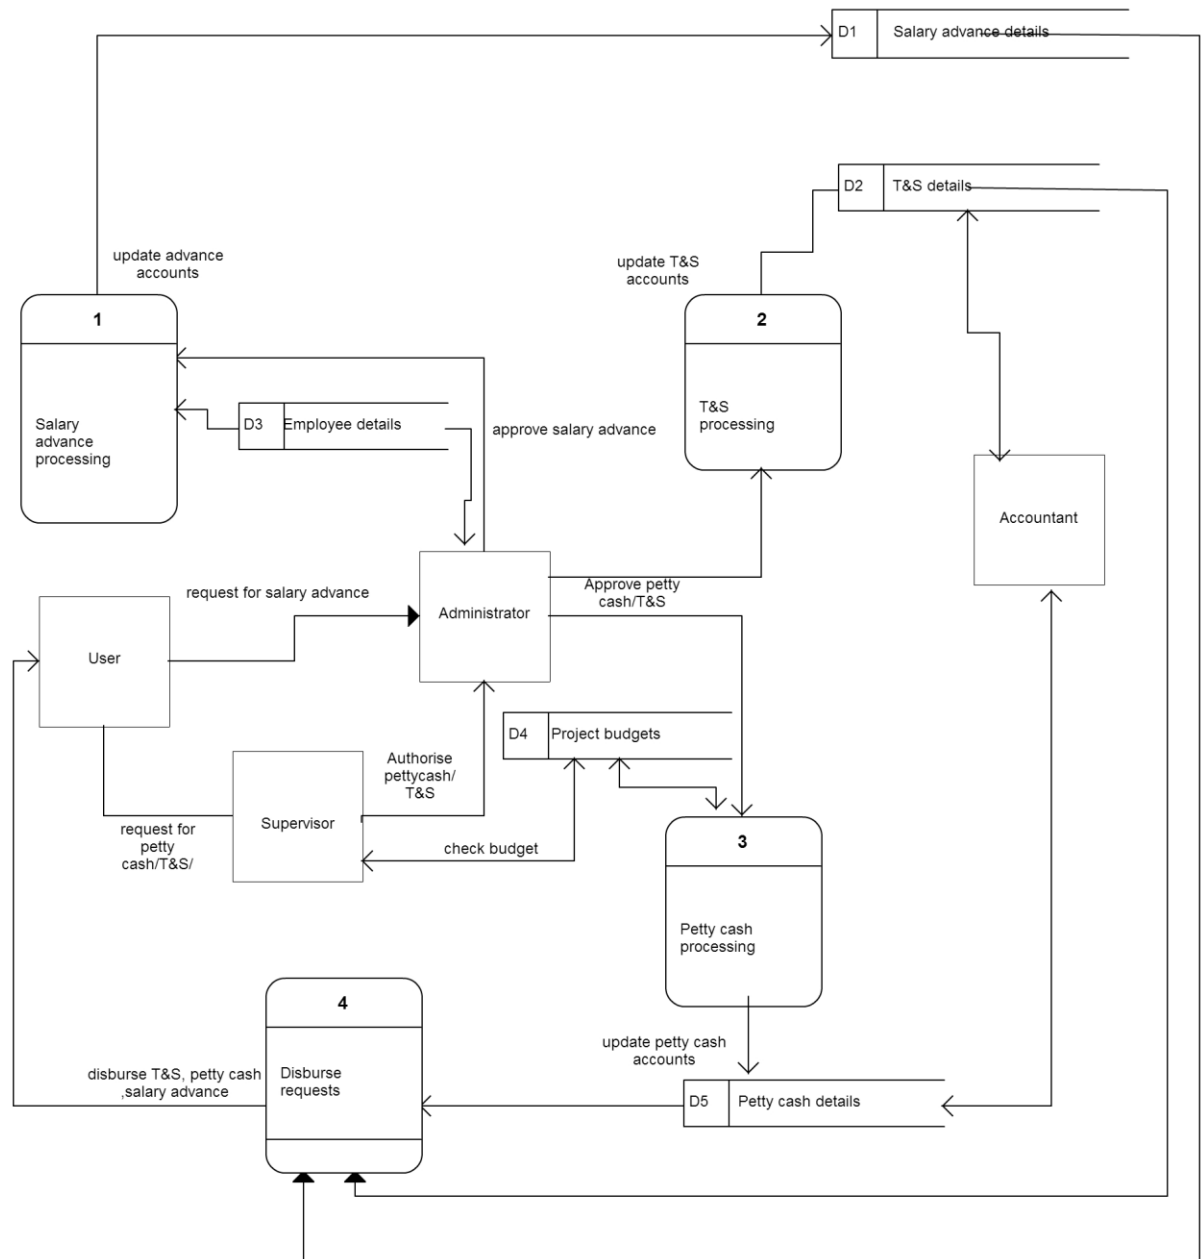 D1
Salary advance details
D2
T&S details
update advance
accounts
update T&S
accounts
1
2
Salary
advance
processing
D3
Employee details
approve salary advance
T&S
processing
Accountant
request for salary advance
Administrator
Approve petty
cash/T&S
User
D4
Project budgets
Authorise
pettycash/
T&S
Supervisor
request for
petty
cash/T&S/
check budget
3
Petty cash
processing
4
update petty cash
accounts
disburse T&S, petty cash
,salary advance
Disburse
requests
D5
Petty cash details